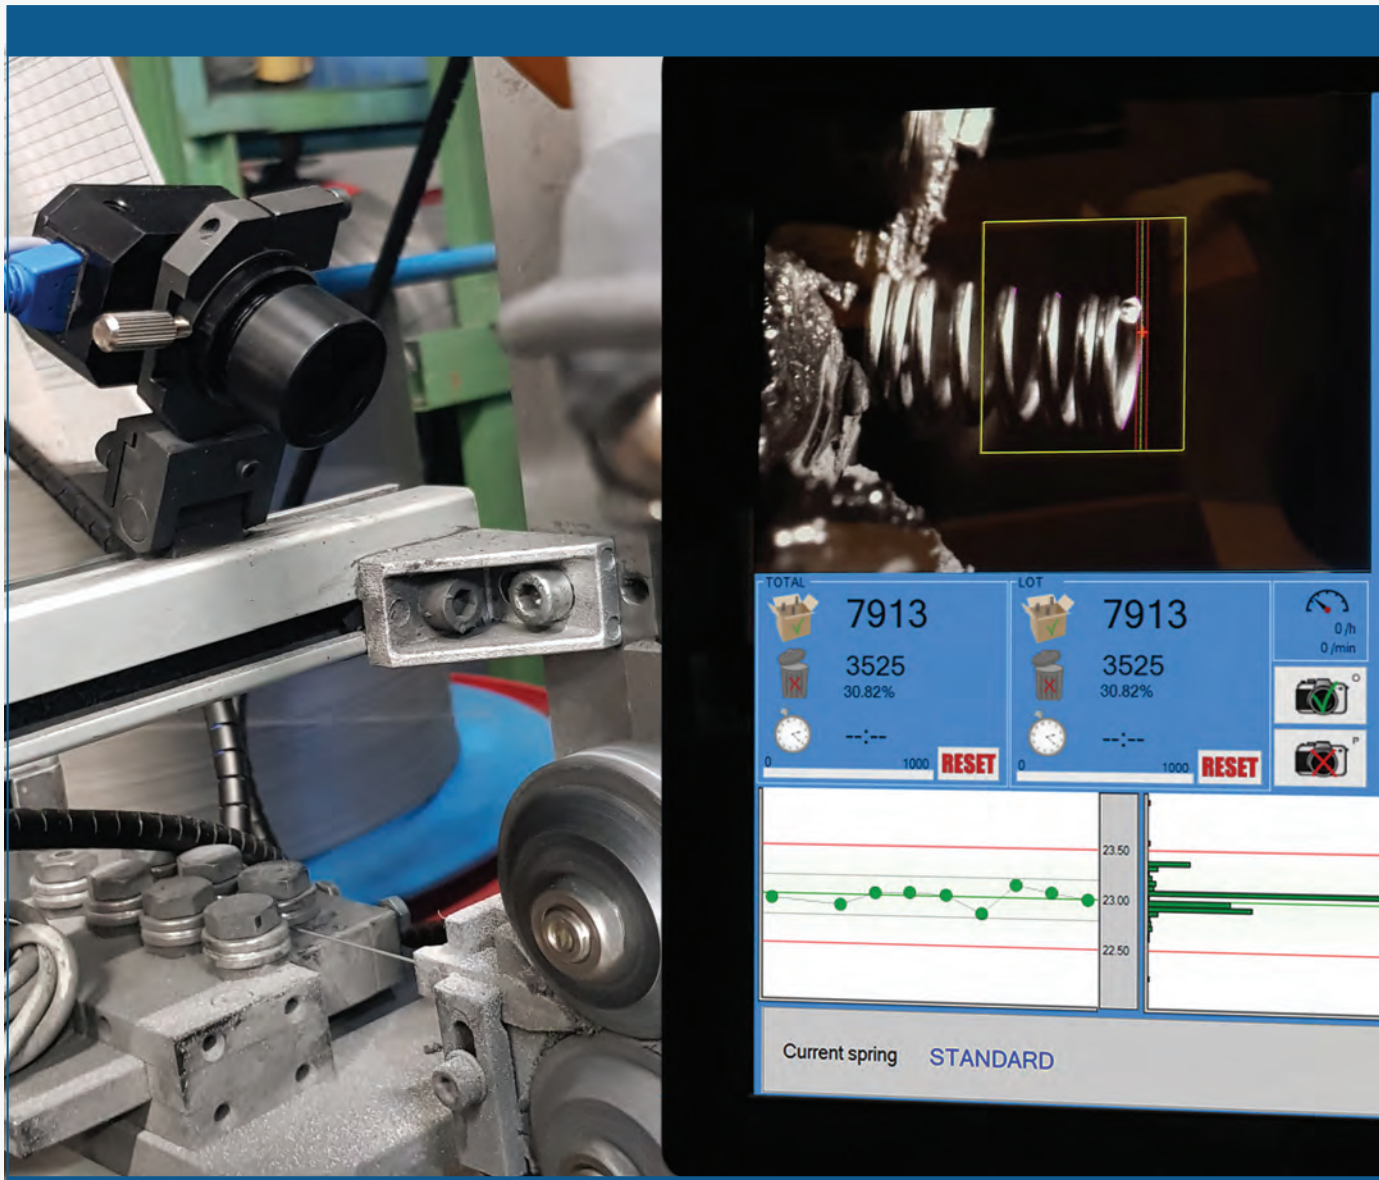 TOTAL
7913
3525
30.82%
--:--
0 1000 RESET
LOT
7913
3525
30.82%
--:--
0 1000 RESET
0 /h
0 /min
O
P
23.50
23.00
22.50
Current spring STANDARD